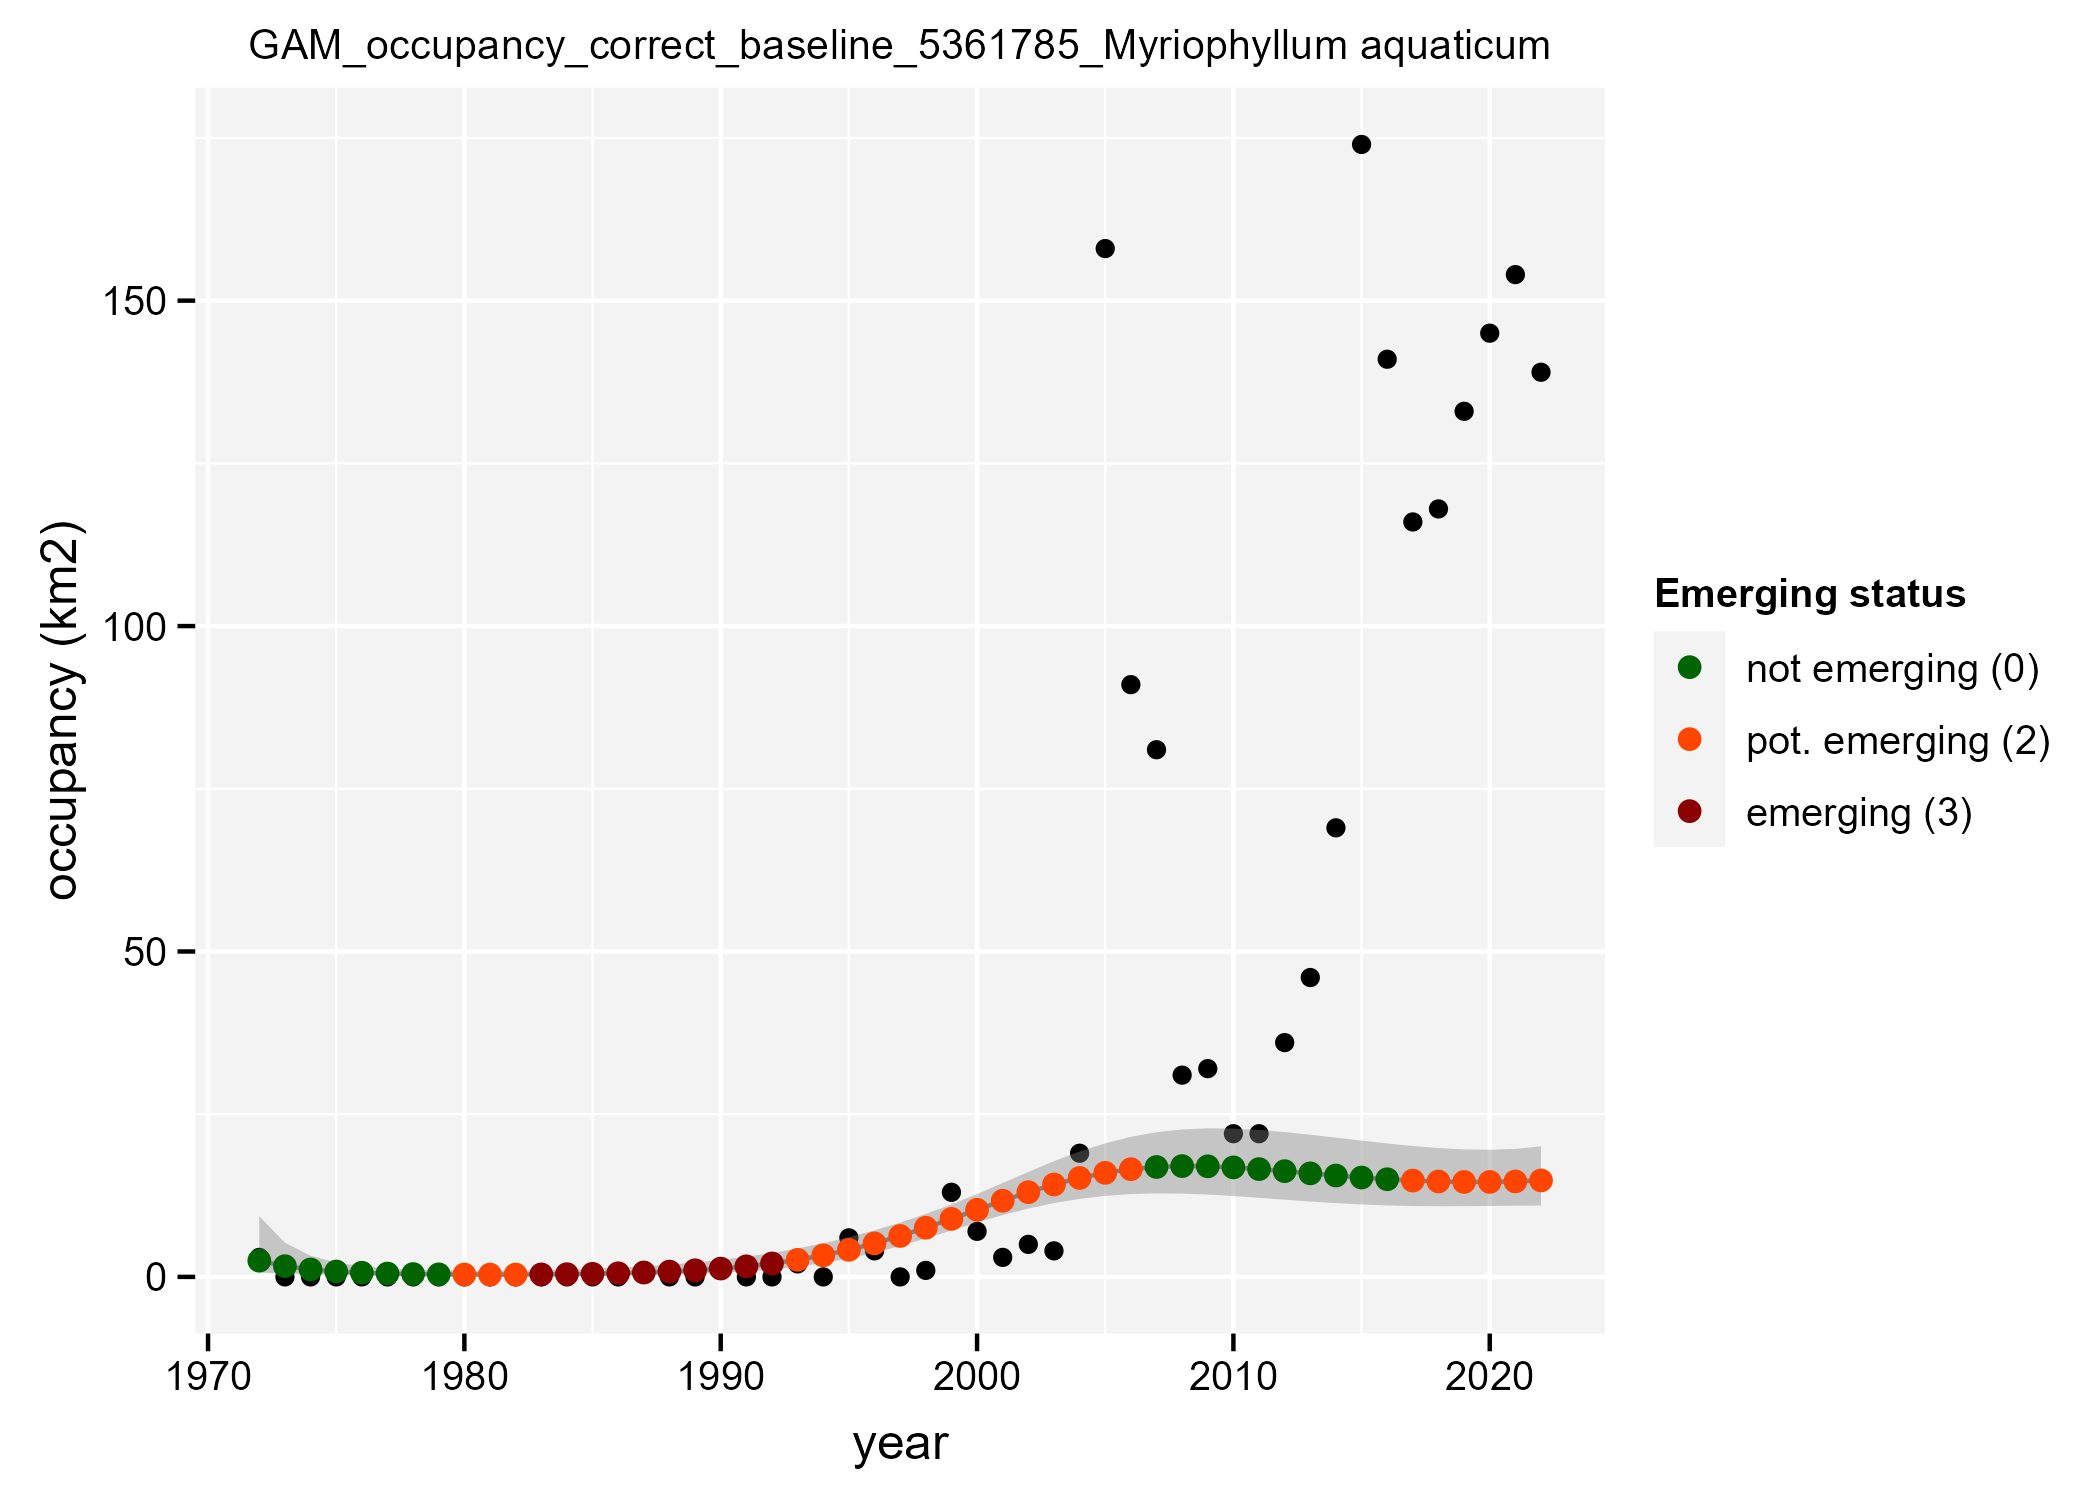 GAM_occupancy_correct_baseline_5361785_Myriophyllum aquaticum
occupancy (km2)
150
100
50
0
1970 1980 1990 2000 2010 2020
year
Emerging status
not emerging (0)
pot. emerging (2)
emerging (3)